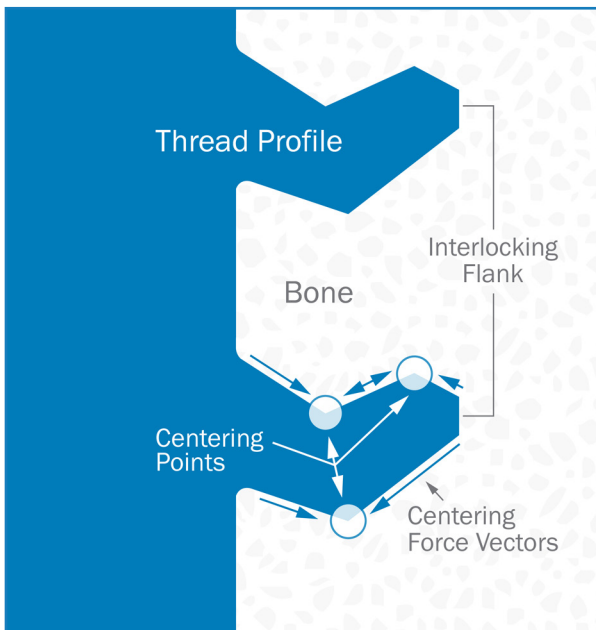 Thread Profile
Interlocking
Flank
Bone
Centering
Points
Centering
Force Vectors